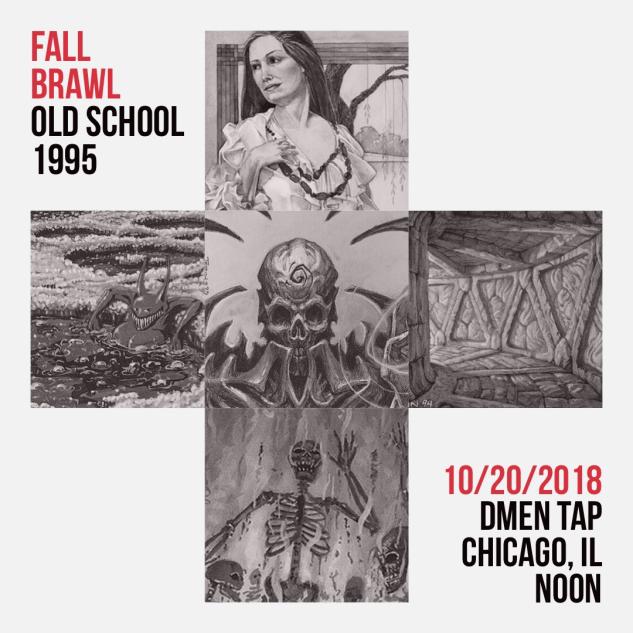 FALL
BRAWL
OLD SCHOOL
1995
10/20/2018
DMEN TAP
CHICAGO, IL
NOON